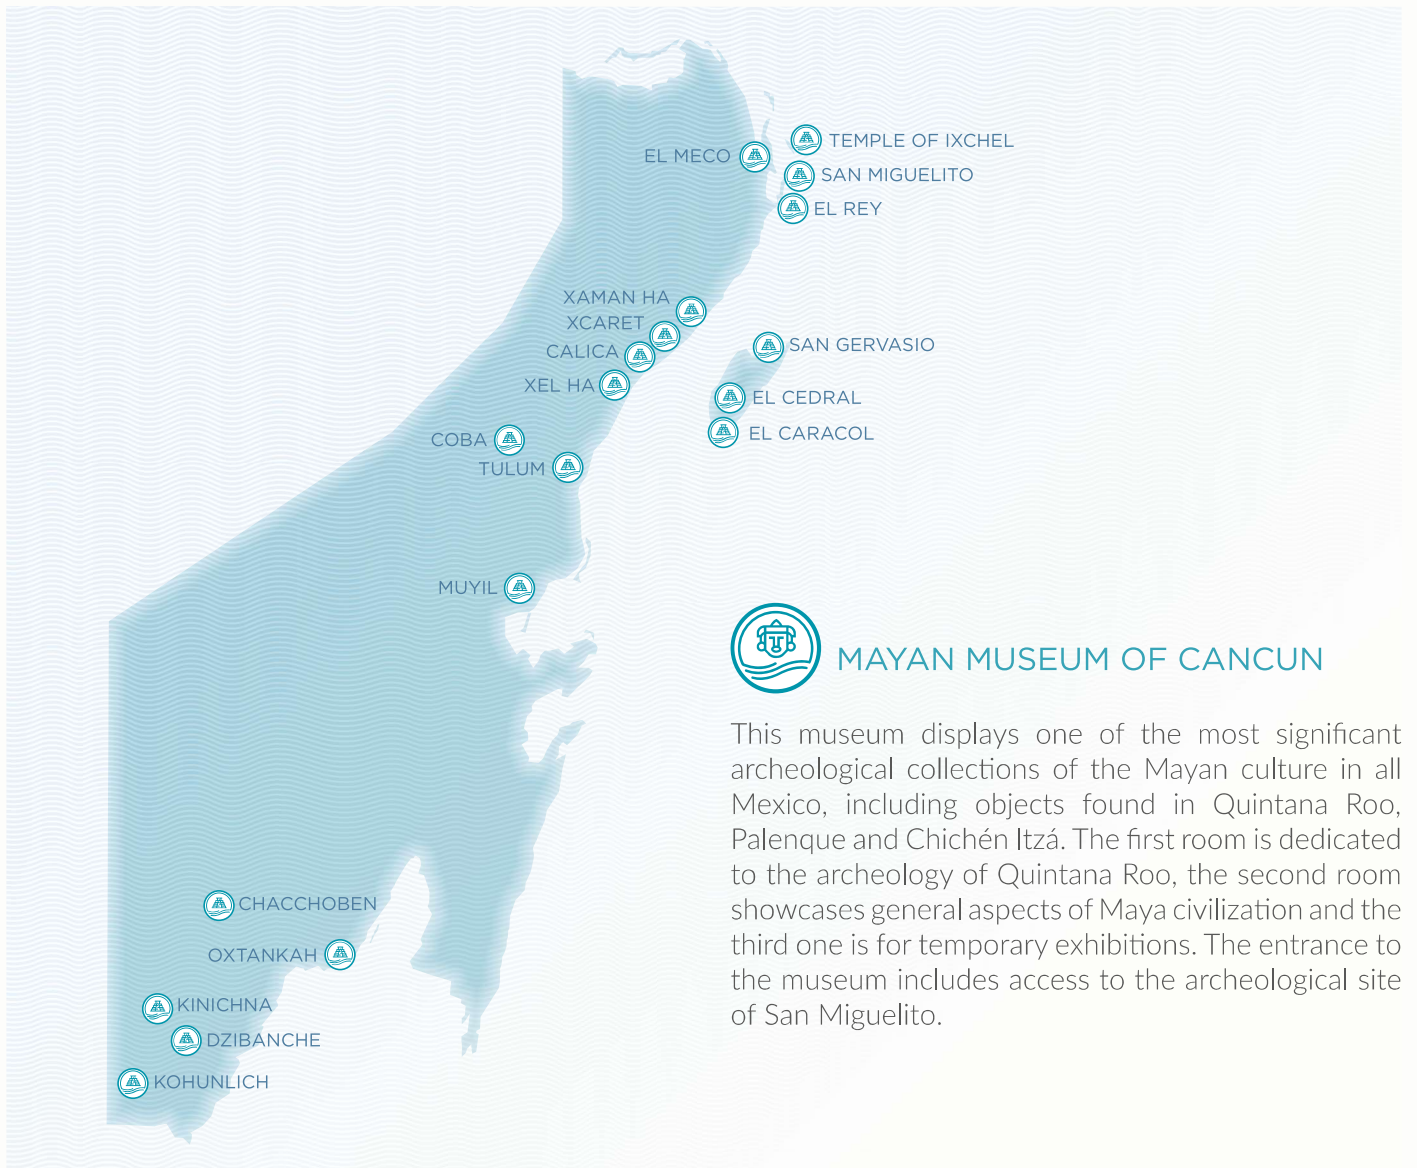 TEMPLE OF IXCHEL
EL MECO
SAN MIGUELITO
EL REY
XAMAN HA
XCARET
CALICA
SAN GERVASIO
XEL HA
EL CEDRAL
EL CARACOL
COBA
TULUM
MUYIL
MAYAN MUSEUM OF CANCUN
This museum displays one of the most significant
archeological collections of the Mayan culture in all
Mexico, including objects found in Quintana Roo,
Palenque and Chichén Itzá. The first room is dedicated
to the archeology of Quintana Roo, the second room
showcases general aspects of Maya civilization and the
third one is for temporary exhibitions. The entrance to
the museum includes access to the archeological site
of San Miguelito.
CHACCHOBEN
OXTANKAH
KINICHNA
DZIBANCHE
KOHUNLICH